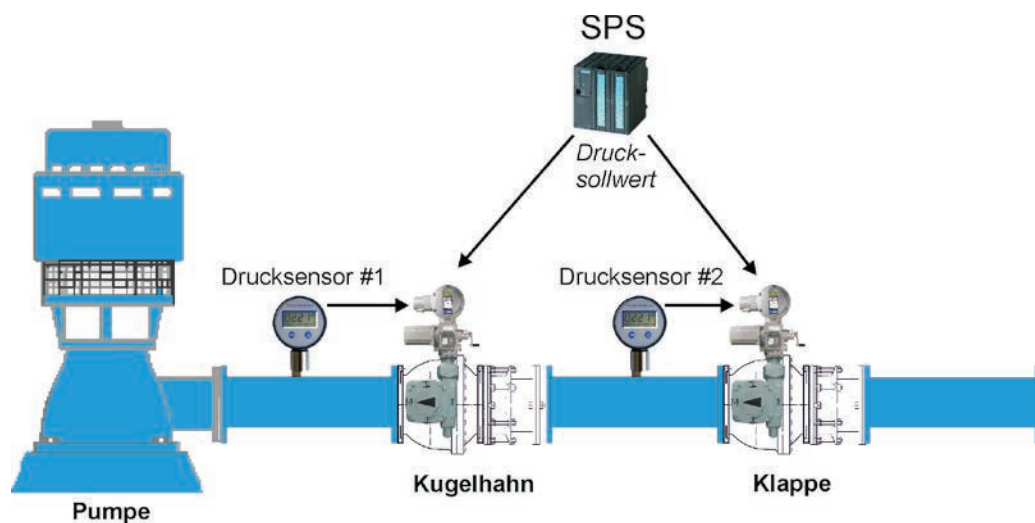 SPS
Druck-
sollwert
Drucksensor #1
Drucksensor #2
Kugelhahn
Klappe
Pumpe